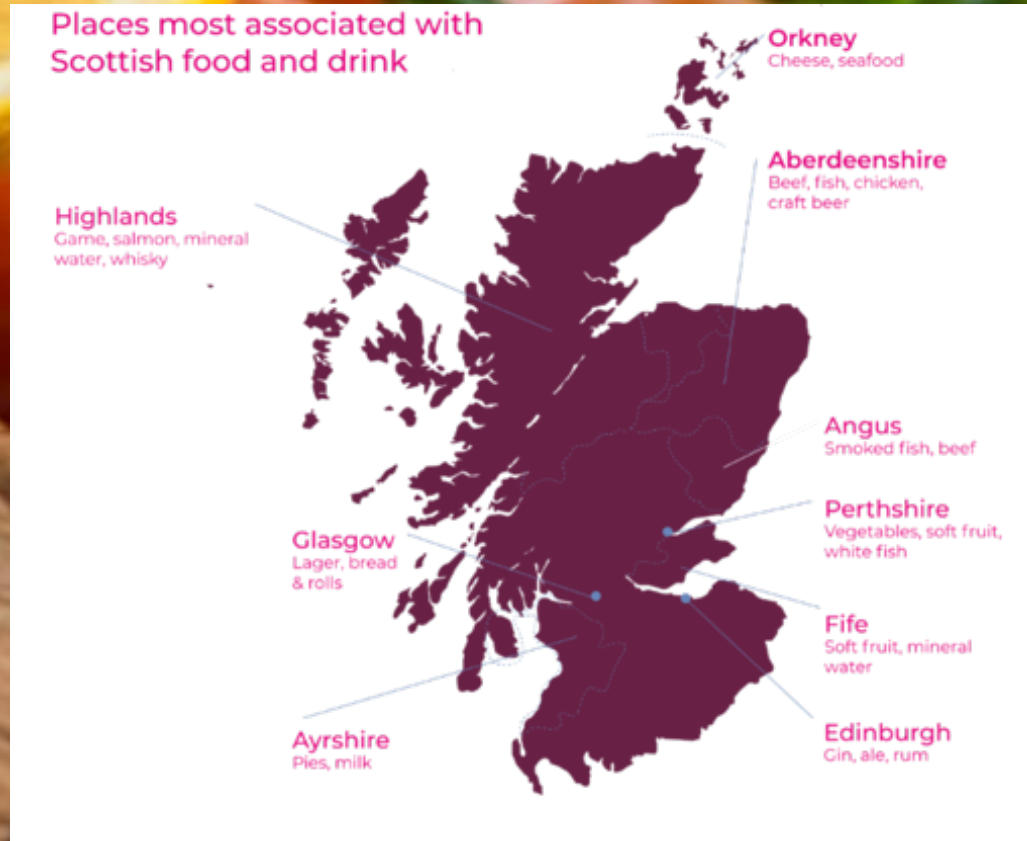 Places most associated with
Scottish food and drink
Orkney
Cheese, seafood
Aberdeenshire
Beef, fish, chicken,
craft beer
Highlands
Game, salmon, mineral
water, whisky
Angus
Smoked fish, beef
Perthshire
Vegetables, soft fruit,
white fish
Glasgow
Lager, bread
& rolls
Fife
Soft fruit, mineral
water
Ayrshire
Pies, milk
Edinburgh
Gin, ale, rum